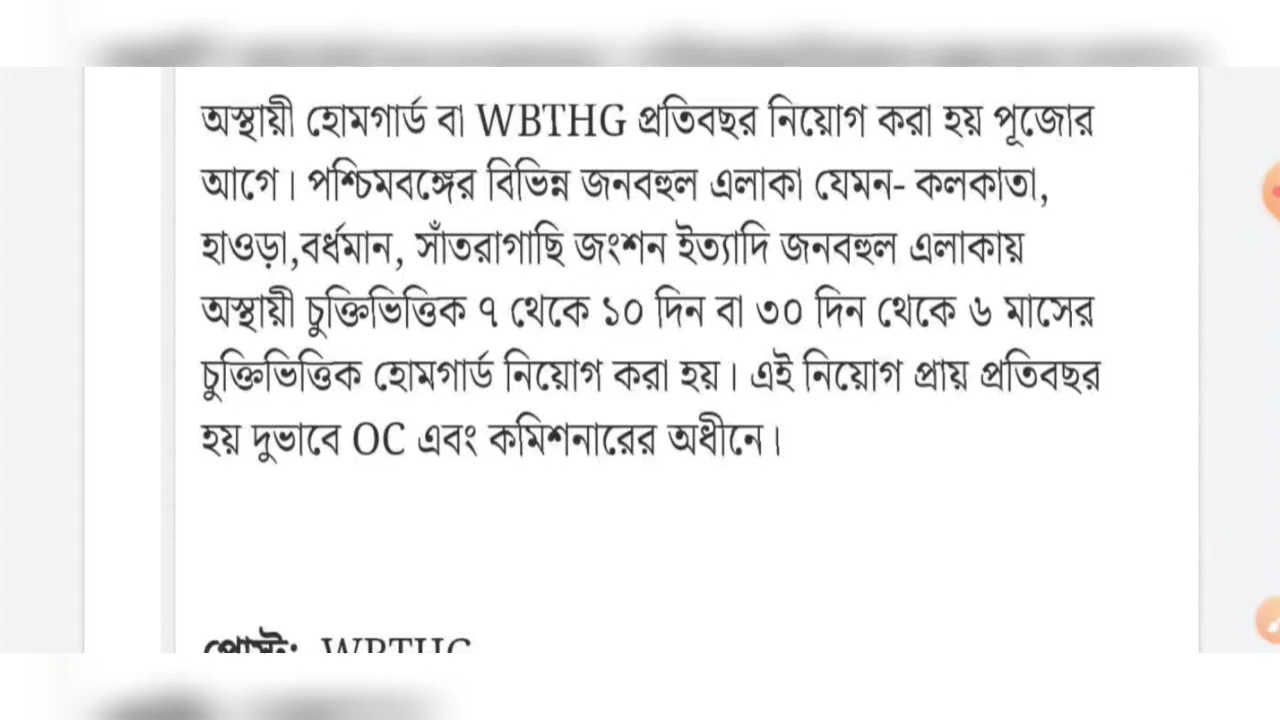 অস্থায়ী হোমগার্ড বা WBTHG প্রতিবছর নিয়োগ করা হয় পূজোর
আগে। পশ্চিমবঙ্গের বিভিন্ন জনবহুল এলাকা যেমন- কলকাতা,
হাওড়া,বর্ধমান, সাঁতরাগাছি জংশন ইত্যাদি জনবহুল এলাকায়
অস্থায়ী চুক্তিভিত্তিক ৭ থেকে ১০ দিন বা ৩০ দিন থেকে ৬ মাসের
চুক্তিভিত্তিক হোমগার্ড নিয়োগ করা হয়। এই নিয়োগ প্রায় প্রতিবছর
হয় দুভাবে OC এবং কমিশনারের অধীনে।
পোস্ট: WBTHG